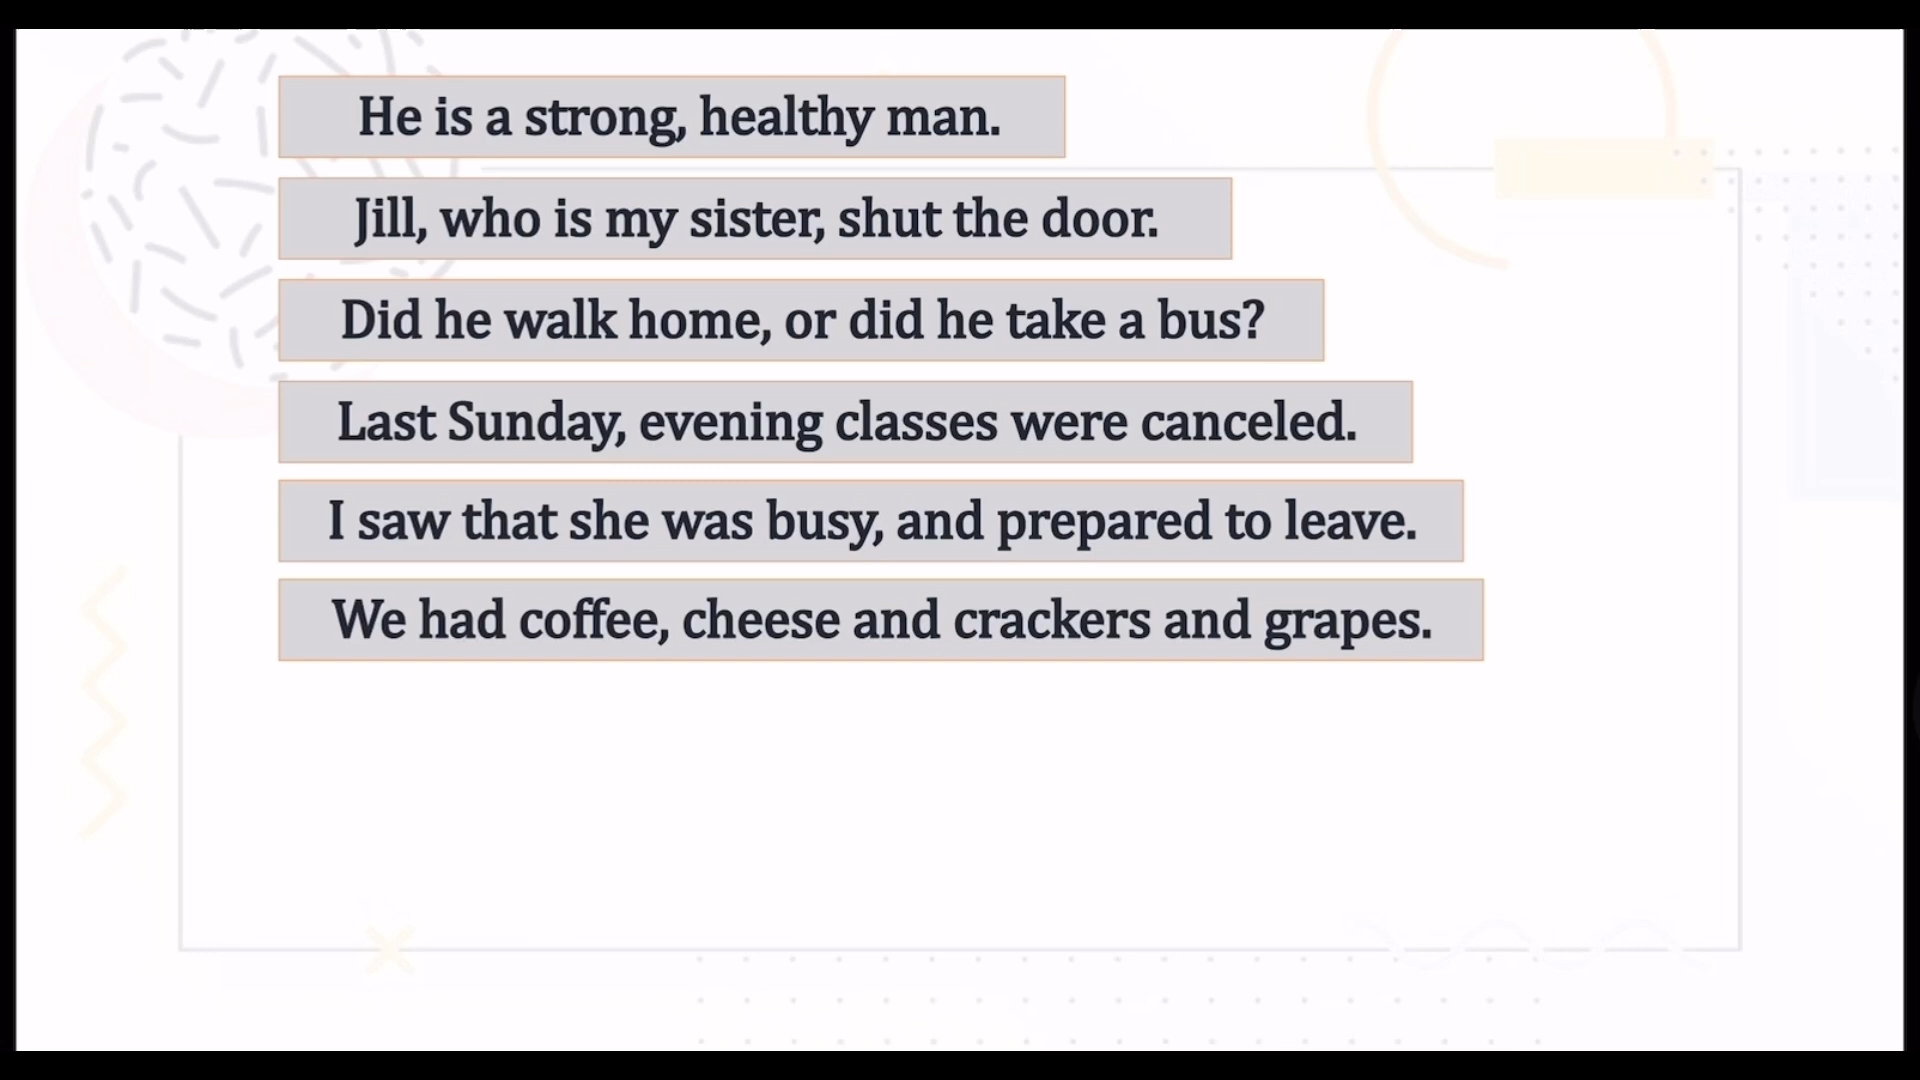 He is a strong, healthy man.
Jill, who is my sister, shut the door.
Did he walk home, or did he take a bus?
Last Sunday, evening classes were canceled.
I saw that she was busy, and prepared to leave.
We had coffee, cheese and crackers and grapes.